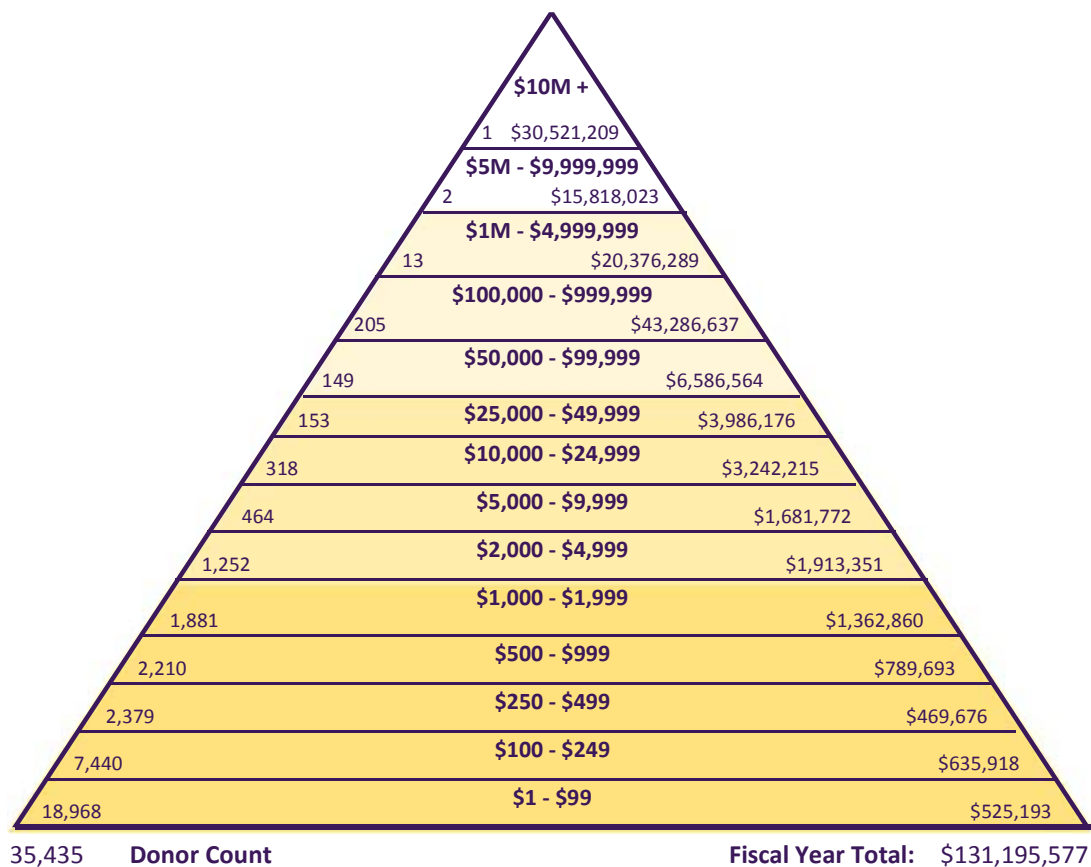 $10M +
1 $30,521,209
$5M - $9,999,999
2 $15,818,023
$1M - $4,999,999
13 $20,376,289
$100,000 - $999,999
205 $43,286,637
$50,000 - $99,999
149 $6,586,564
$25,000 - $49,999
153 $3,986,176
$10,000 - $24,999
318 $3,242,215
$5,000 - $9,999
464 $1,681,772
$2,000 - $4,999
1,252 $1,913,351
$1,000 - $1,999
1,881 $1,362,860
$500 - $999
2,210 $789,693
$250 - $499
2,379 $469,676
$100 - $249
7,440 $635,918
$1 - $99
18,968 $525,193
35,435 Donor Count Fiscal Year Total: $131,195,577